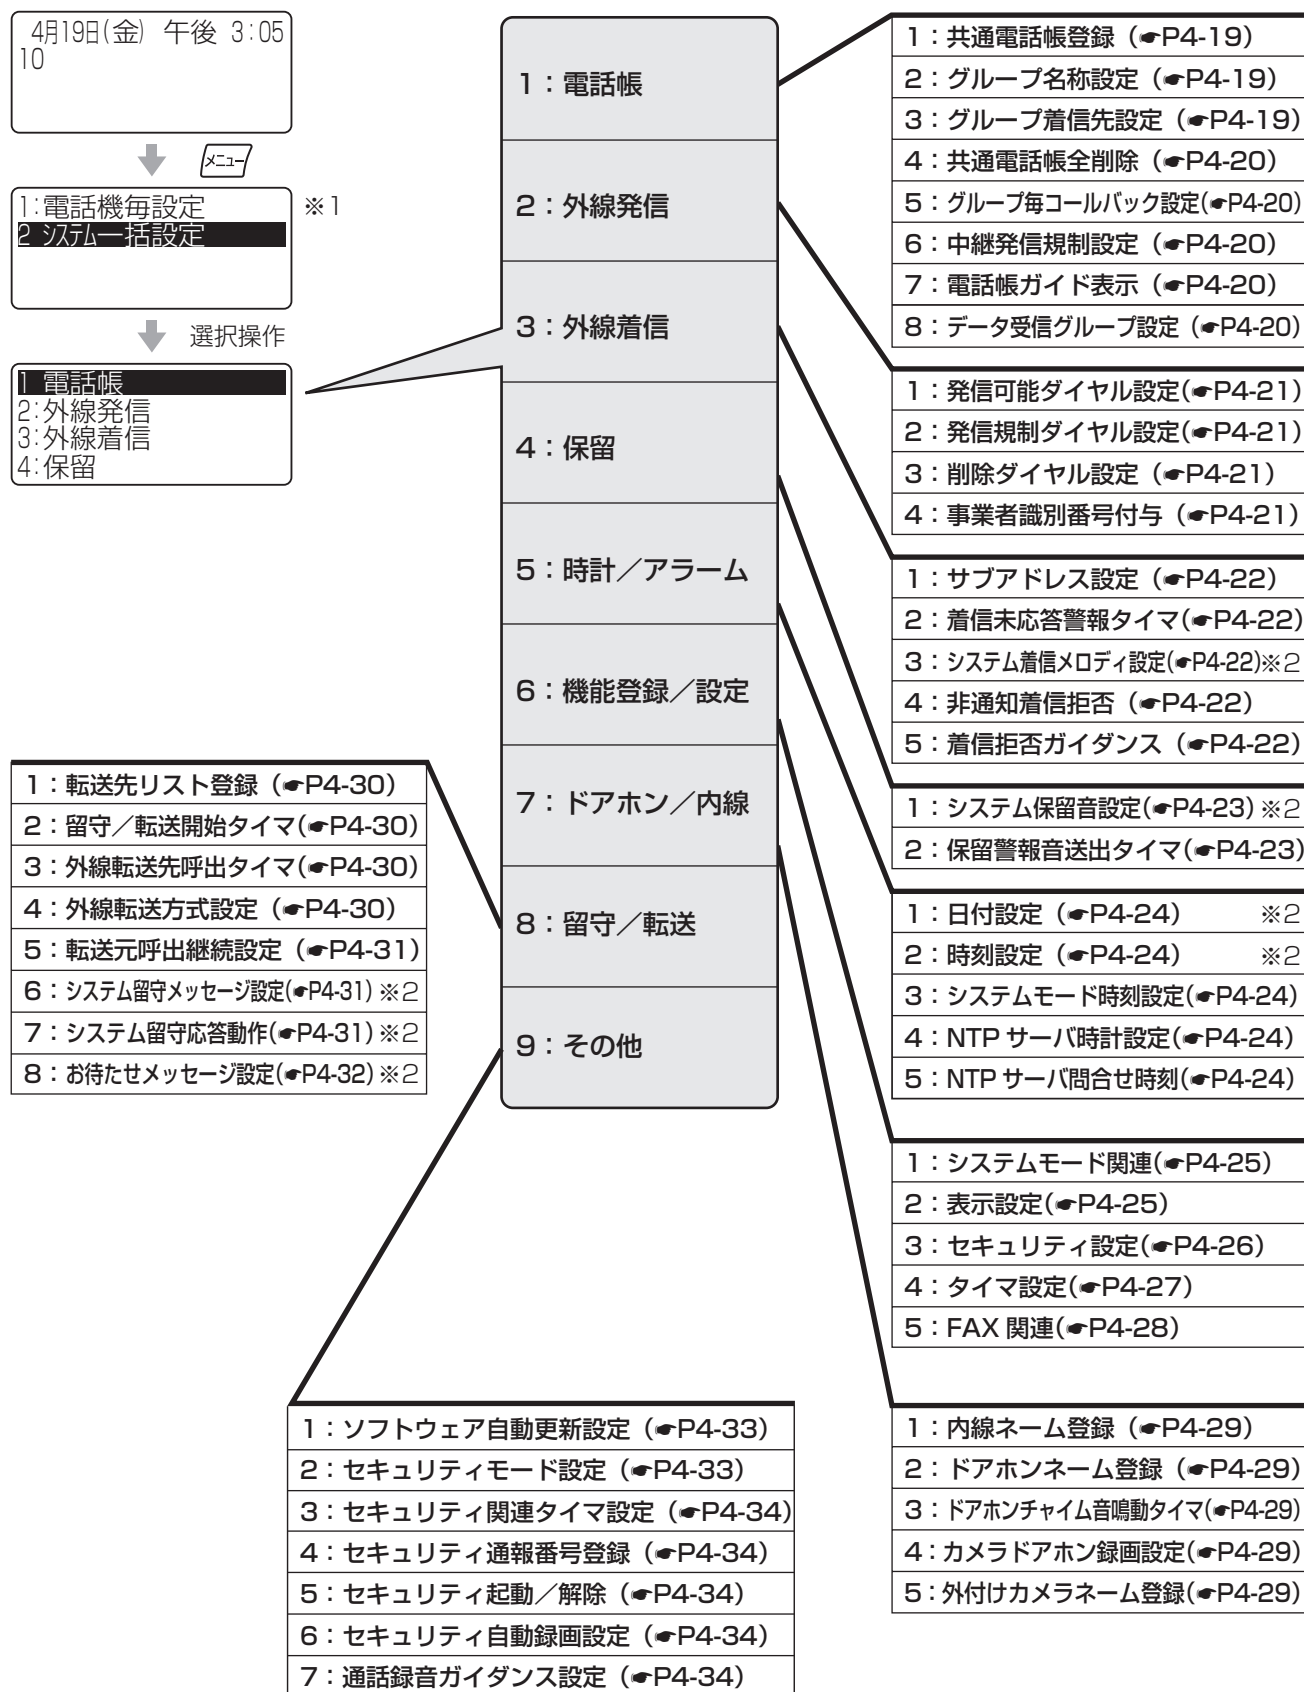 4月19日(金) 午後 3:05
10
メニュー
1:電話機毎設定
※1
2 システム一括設定
選択操作
1 電話帳
2:外線発信
3:外線着信
4:保留
1：電話帳
2：外線発信
3：外線着信
4：保留
5：時計／アラーム
6：機能登録／設定
7：ドアホン／内線
8：留守／転送
9：その他
1：共通電話帳登録（☛P4-19）
2：グループ名称設定（☛P4-19）
3：グループ着信先設定（☛P4-19）
4：共通電話帳全削除（☛P4-20）
5：グループ毎コールバック設定(☛P4-20)
6：中継発信規制設定（☛P4-20）
7：電話帳ガイド表示（☛P4-20）
8：データ受信グループ設定（☛P4-20)
1：発信可能ダイヤル設定(☛P4-21)
2：発信規制ダイヤル設定(☛P4-21)
3：削除ダイヤル設定（☛P4-21）
4：事業者識別番号付与（☛P4-21）
1：サブアドレス設定（☛P4-22）
2：着信未応答警報タイマ(☛P4-22)
3：システム着信メロディ設定(☛P4-22)※2
4：非通知着信拒否（☛P4-22）
5：着信拒否ガイダンス（☛P4-22）
1：システム保留音設定(☛P4-23) ※2
2：保留警報音送出タイマ(☛P4-23)
1：日付設定（☛P4-24） ※2
2：時刻設定（☛P4-24） ※2
3：システムモード時刻設定(☛P4-24)
4：NTP サーバ時計設定(☛P4-24)
5：NTP サーバ問合せ時刻(☛P4-24)
1：システムモード関連(☛P4-25)
2：表示設定(☛P4-25)
3：セキュリティ設定(☛P4-26)
4：タイマ設定(☛P4-27)
5：FAX 関連(☛P4-28)
1：内線ネーム登録（☛P4-29）
2：ドアホンネーム登録（☛P4-29）
3：ドアホンチャイム音鳴動タイマ(☛P4-29)
4：カメラドアホン録画設定(☛P4-29)
5：外付けカメラネーム登録(☛P4-29)
1：転送先リスト登録（☛P4-30）
2：留守／転送開始タイマ(☛P4-30)
3：外線転送先呼出タイマ(☛P4-30)
4：外線転送方式設定（☛P4-30）
5：転送元呼出継続設定（☛P4-31）
6：システム留守メッセージ設定(☛P4-31) ※2
7：システム留守応答動作(☛P4-31) ※2
8：お待たせメッセージ設定(☛P4-32) ※2
1：ソフトウェア自動更新設定（☛P4-33）
2：セキュリティモード設定（☛P4-33）
3：セキュリティ関連タイマ設定（☛P4-34）
4：セキュリティ通報番号登録（☛P4-34）
5：セキュリティ起動／解除（☛P4-34）
6：セキュリティ自動録画設定（☛P4-34）
7：通話録音ガイダンス設定（☛P4-34）